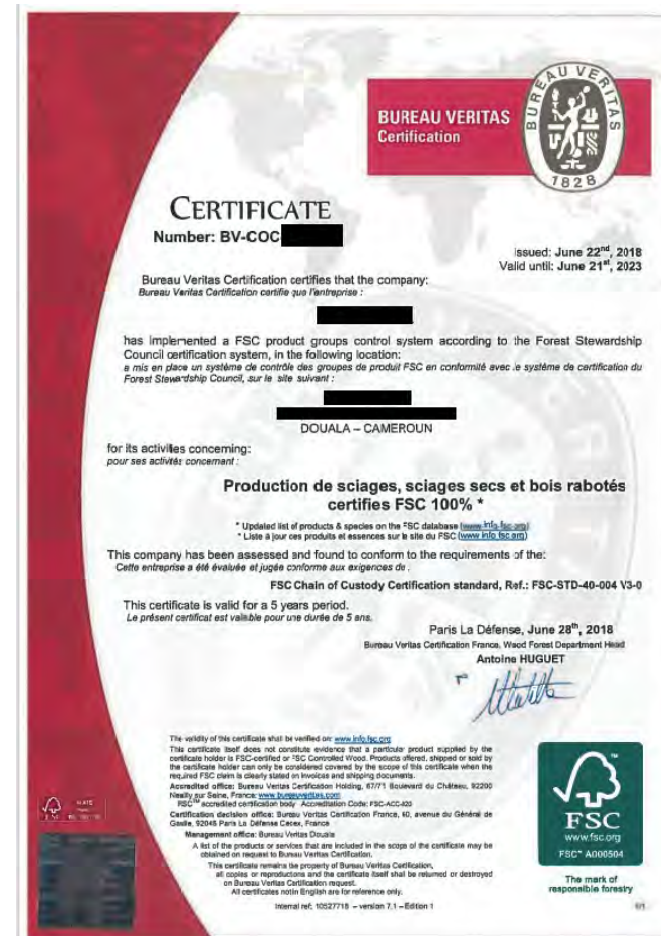 BUREAU VERITAS
Certification
BUREAU VERITAS
1828
CERTIFICATE
Number: BV-COC-
Issued: June 22nd, 2018
Valid until: June 21st, 2023
Bureau Veritas Certification certifies that the company:
Bureau Veritas Certification certifie que l'entreprise :
has implemented a FSC product groups control system according to the Forest Stewardship
Council certification system, in the following location:
a mis en place un système de contrôle des groupes de produit FSC en conformité avec le système de certification du
Forest Stewardship Council, sur le site suivant :
DOUALA – CAMEROUN
for its activities concerning:
pour ses activités concernant :
Production de sciages, sciages secs et bois rabotés
certifies FSC 100% *
* Updated list of products & species on the FSC database (www.info.fsc.org)
* Liste à jour ces produits et essences sur le site du FSC (www.info.fsc.org)
This company has been assessed and found to conform to the requirements of the:
Cette entreprise a été évaluée et jugée conforme aux exigences de :
FSC Chain of Custody Certification standard, Ref.: FSC-STD-40-004 V3-0
This certificate is valid for a 5 years period.
Le présent certificat est valable pour une durée de 5 ans.
Paris La Défense, June 28th, 2018
Bureau Veritas Certification France, Wood Forest Department Head
Antoine HUGUET
The validity of this certificate shall be verified on: www.info.fsc.org
This certificate itself does not constitute evidence that a particular product supplied by the
certificate holder is FSC-certified or FSC Controlled Wood. Products offered, shipped or sold by
the certificate holder can only be considered covered by the scope of this certificate when the
required FSC claim is clearly stated on invoices and shipping documents.
Accredited office: Bureau Veritas Certification Holding, 67/71 Boulevard du Château, 92200
Neuilly sur Seine, France: www.bureauveritas.com
FSC™ accredited certification body Accreditation Code: FSC-ACC-020
Certification decision office: Bureau Veritas Certification France, 60, avenue du Général de
Gaulle, 92046 Paris La Défense Cedex, France
Management office: Bureau Veritas Douala
A list of the products or services that are included in the scope of the certificate may be
obtained on request to Bureau Veritas Certification.
This certificate remains the property of Bureau Veritas Certification,
all copies or reproductions and the certificate itself shall be returned or destroyed
on Bureau Veritas Certification request.
All certificates not in English are for reference only.
Internal ref: 10527718 – version 7.1 – Edition 1
FSC
www.fsc.org
FSC™ A000504
The mark of
responsible forestry
1/1
FSC